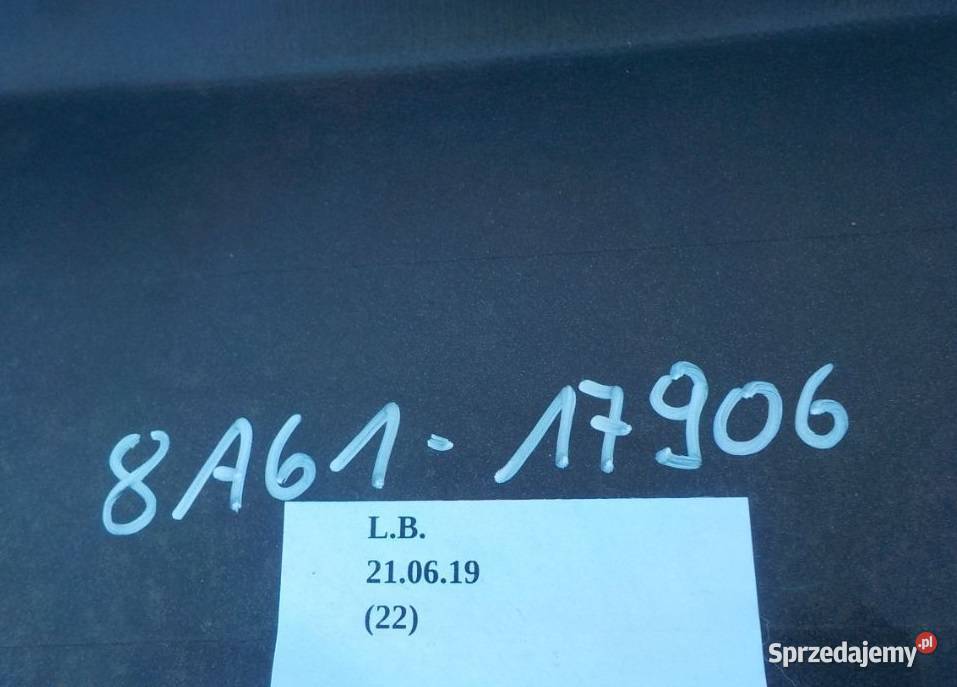 8A61-17906
L.B.
21.06.19
(22)
Sprzedajemy.pl